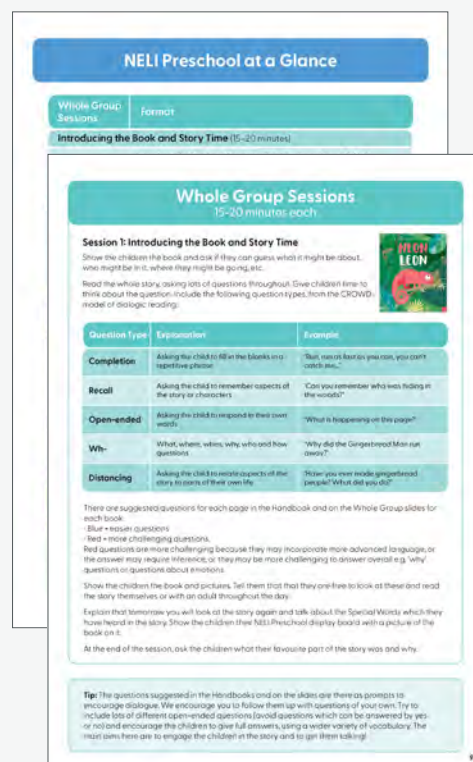 NELI Preschool at a Glance
Whole Group
Sessions
Format
Introducing the Book and Story Time (15-20 minutes)
Whole Group Sessions
15-20 minutes each
Session 1: Introducing the Book and Story Time
Show the children the book and ask if they can guess what it might be about,
who might be in it, where they might be going, etc.
Read the whole story, asking lots of questions throughout. Give children time to
think about the question. Include the following question types, from the CROWD-
model of dialogic reading:
NEON
LEON
Question Type Explanation Example
Completion
Asking the child to fill in the blanks in a
repetitive phrase
'Run, run as fast as you can, you can't
catch me...'
Recall
Asking the child to remember aspects of
the story or characters
'Can you remember who was hiding in
the woods?'
Open-ended
Asking the child to respond in their own
words
'What is happening on this page?'
Wh-
What, where, when, why, who and how
questions
'Why did the Gingerbread Man run
away?'
Distancing
Asking the child to relate aspects of the
story to parts of their own life
'Have you ever made gingerbread
people? What did you do?'
There are suggested questions for each page in the Handbook and on the Whole Group slides for
each book:
- Blue = easier questions
- Red = more challenging questions.
Red questions are more challenging because they may incorporate more advanced language, or
the answer may require inference, or they may be more challenging to answer overall e.g. 'why'
questions or questions about emotions.
Show the children the book and pictures. Tell them that that they are free to look at these and read
the story themselves or with an adult throughout the day.
Explain that tomorrow you will look at the story again and talk about the Special Words which they
have heard in the story. Show the children their NELI Preschool display board with a picture of the
book on it.
At the end of the session, ask the children what their favourite part of the story was and why.
Tip: The questions suggested in the Handbooks and on the slides are there as prompts to
encourage dialogue. We encourage you to follow them up with questions of your own. Try to
include lots of different open-ended questions (avoid questions which can be answered by yes
or no) and encourage the children to give full answers, using a wider variety of vocabulary. The
main aims here are to engage the children in the story and to get them talking!